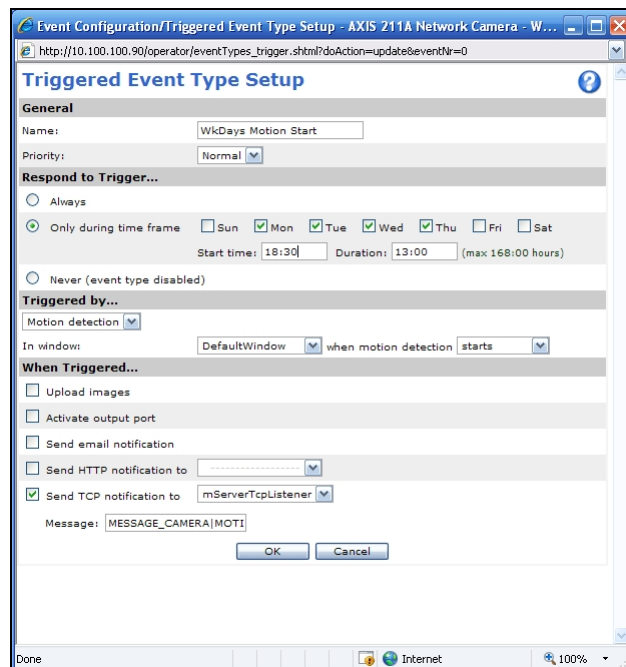 Event Configuration/Triggered Event Type Setup - AXIS 211A Network Camera - W...
http://10.100.100.90/operator/eventTypes_trigger.shtml?doAction=update&eventNr=0
Triggered Event Type Setup
?
General
Name: WkDays Motion Start
Priority: Normal
Respond to Trigger...
Always
Only during time frame Sun Mon Tue Wed Thu Fri Sat
Start time: 18:30 Duration: 13:00 (max 168:00 hours)
Never (event type disabled)
Triggered by...
Motion detection
In window: DefaultWindow when motion detection starts
When Triggered...
Upload images
Activate output port
Send email notification
Send HTTP notification to -----------------
Send TCP notification to mServerTcpListener
Message: MESSAGE_CAMERA|MOTI
OK Cancel
Done Internet 100%